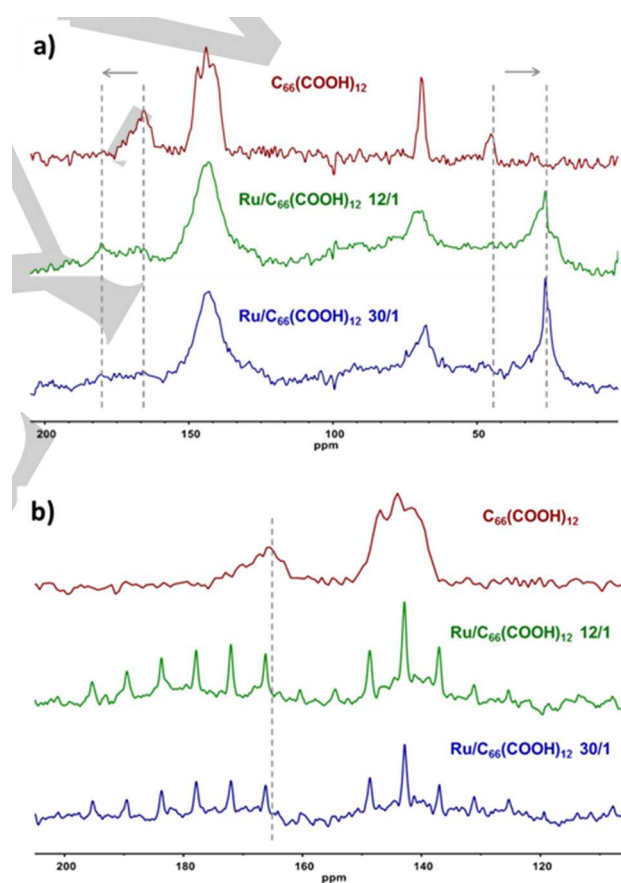 a)
C₆₆(COOH)₁₂
Ru/C₆₆(COOH)₁₂ 12/1
Ru/C₆₆(COOH)₁₂ 30/1
200 150 100 50
ppm
b)
C₆₆(COOH)₁₂
Ru/C₆₆(COOH)₁₂ 12/1
Ru/C₆₆(COOH)₁₂ 30/1
200 180 160 140 120
ppm